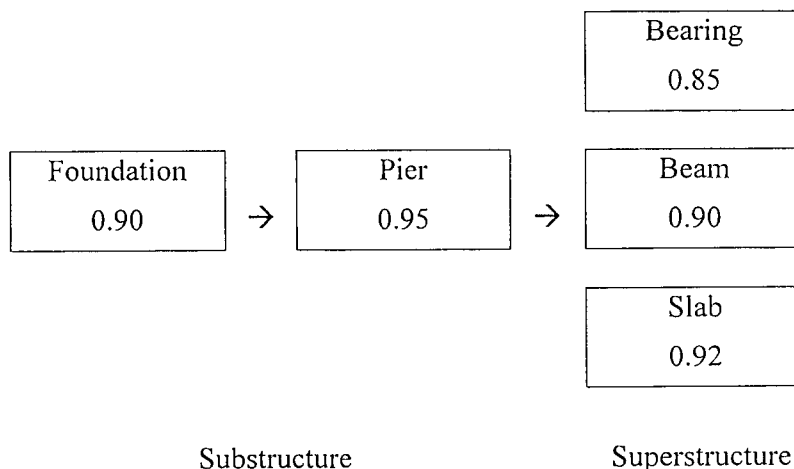 Bearing
0.85
Foundation
0.90
→
Pier
0.95
→
Beam
0.90
Slab
0.92
Substructure
Superstructure